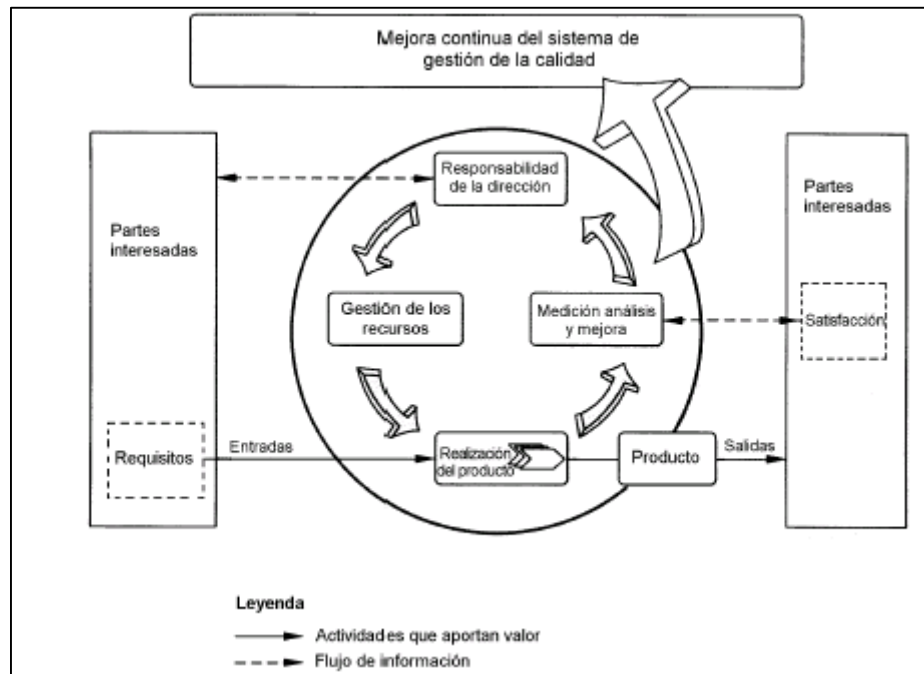 Mejora continua del sistema de
gestión de la calidad
Responsabilidad
de la dirección
Partes
interesadas
Partes interesadas
Gestión de los
recursos
Medición análisis
y mejora
Satisfacción
Requisitos
Entradas
Realización
del producto
Producto
Salidas
Leyenda
Actividades que aportan valor
Flujo de información